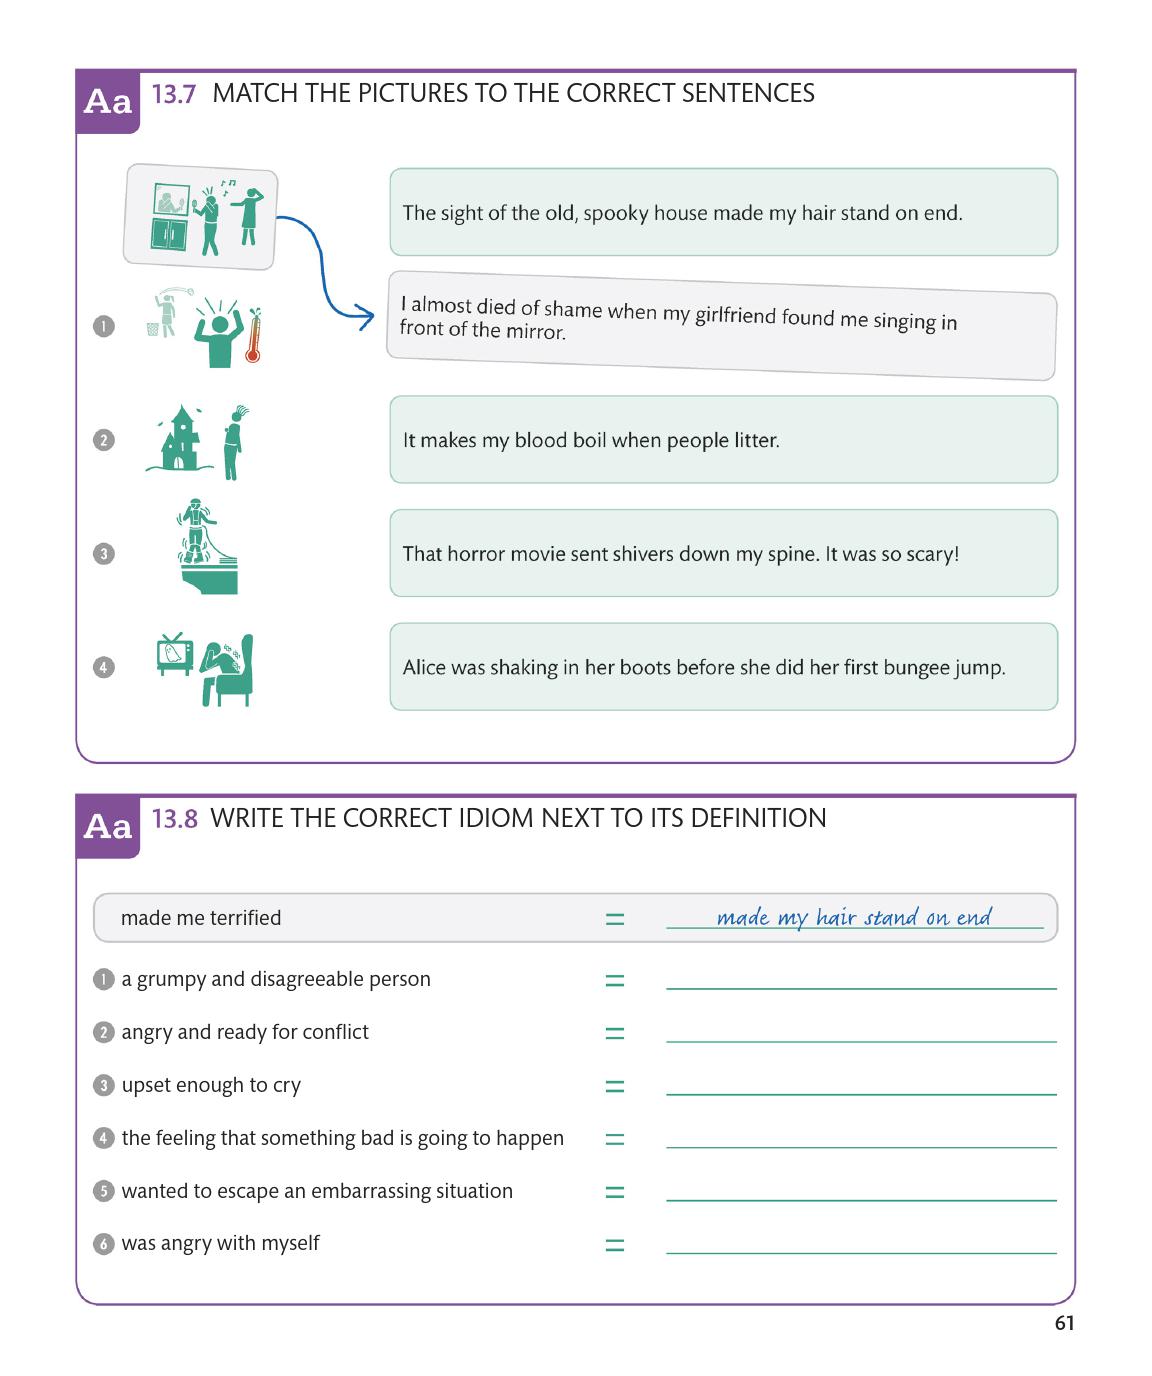 Aa 13.7 MATCH THE PICTURES TO THE CORRECT SENTENCES
The sight of the old, spooky house made my hair stand on end.
I almost died of shame when my girlfriend found me singing in
front of the mirror.
1
It makes my blood boil when people litter.
2
That horror movie sent shivers down my spine. It was so scary!
3
Alice was shaking in her boots before she did her first bungee jump.
4
Aa 13.8 WRITE THE CORRECT IDIOM NEXT TO ITS DEFINITION
made me terrified = made my hair stand on end
1 a grumpy and disagreeable person =
2 angry and ready for conflict =
3 upset enough to cry =
4 the feeling that something bad is going to happen =
5 wanted to escape an embarrassing situation =
6 was angry with myself =
61